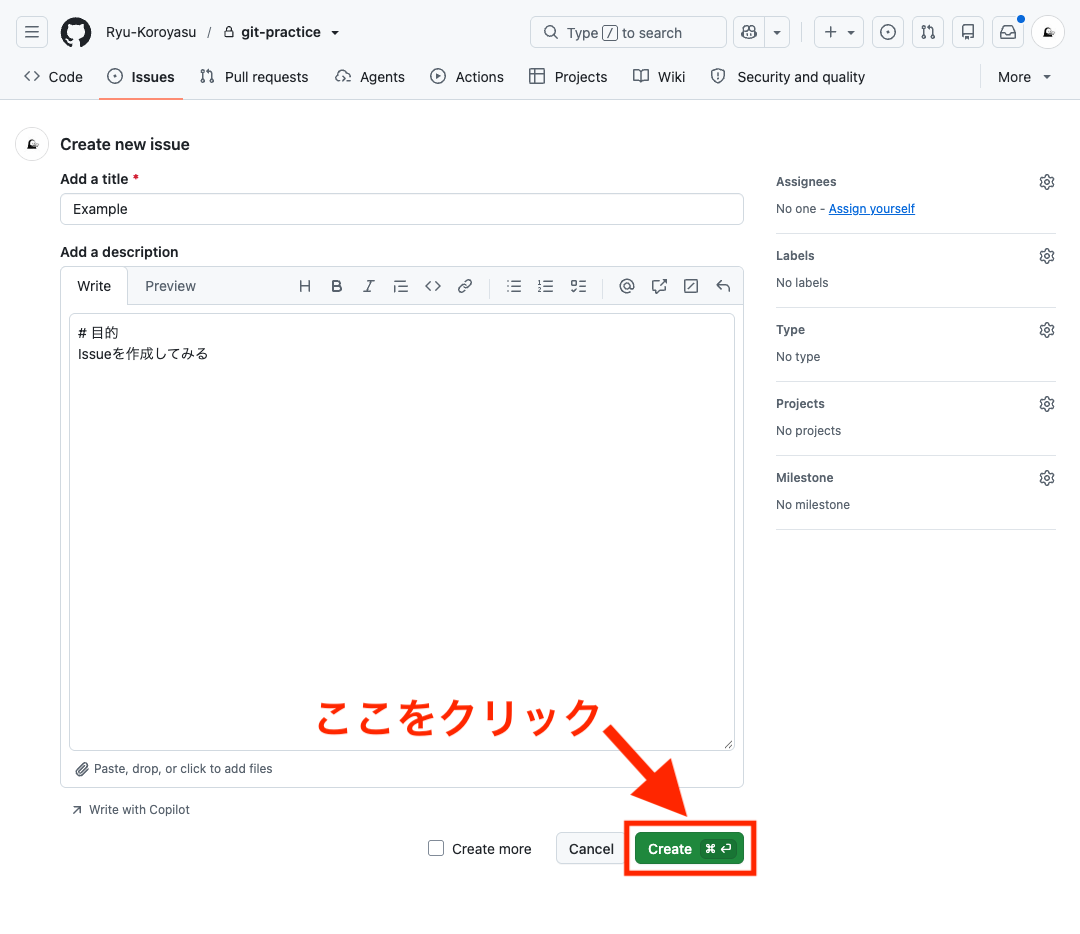 Ryu-Koroyasu / git-practice
Type / to search
Code
Issues
Pull requests
Agents
Actions
Projects
Wiki
Security and quality
More
Create new issue
Add a title *
Example
Add a description
Write
Preview
# 目的
Issueを作成してみる
Paste, drop, or click to add files
Write with Copilot
ここをクリック
Create more
Cancel
Create ⌘ ⏎
Assignees
No one - Assign yourself
Labels
No labels
Type
No type
Projects
No projects
Milestone
No milestone